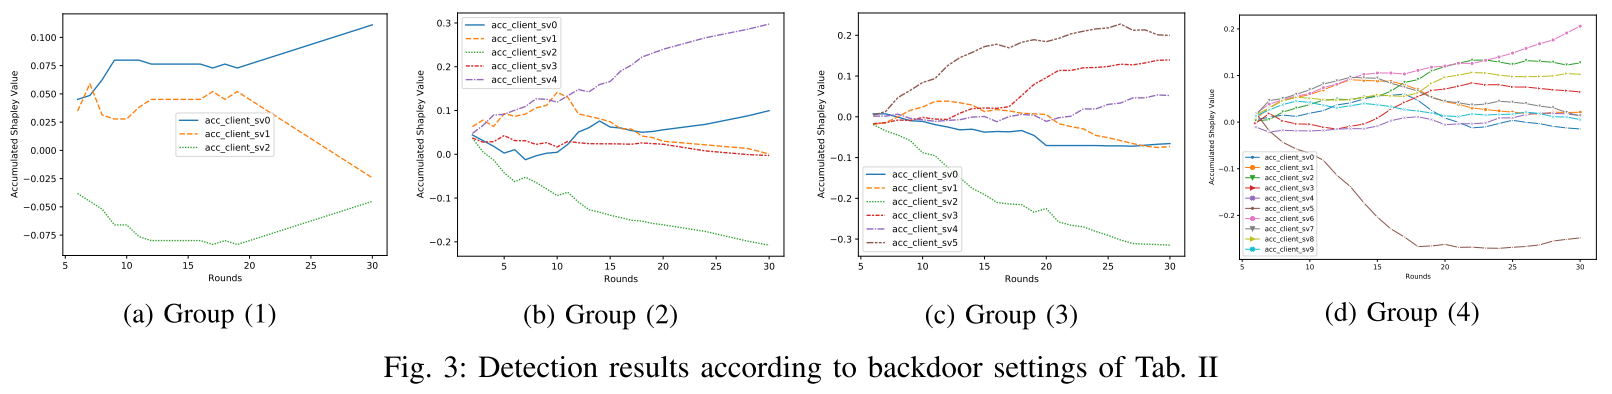 Accumulated Shapley Value
0.100
0.075
0.050
0.025
0.000
−0.025
−0.050
−0.075
acc_client_sv0
acc_client_sv1
acc_client_sv2
5 10 15 20 25 30
Rounds
(a) Group (1)
Accumulated Shapley Value
0.3
0.2
0.1
0.0
−0.1
−0.2
acc_client_sv0
acc_client_sv1
acc_client_sv2
acc_client_sv3
acc_client_sv4
5 10 15 20 25 30
Rounds
(b) Group (2)
Accumulated Shapley Value
0.2
0.1
0.0
−0.1
−0.2
−0.3
acc_client_sv0
acc_client_sv1
acc_client_sv2
acc_client_sv3
acc_client_sv4
acc_client_sv5
5 10 15 20 25 30
Rounds
(c) Group (3)
Accumulated Shapley Value
0.2
0.1
0.0
−0.1
−0.2
acc_client_sv0
acc_client_sv1
acc_client_sv2
acc_client_sv3
acc_client_sv4
acc_client_sv5
acc_client_sv6
acc_client_sv7
acc_client_sv8
acc_client_sv9
5 10 15 20 25 30
Rounds
(d) Group (4)
Fig. 3: Detection results according to backdoor settings of Tab. II